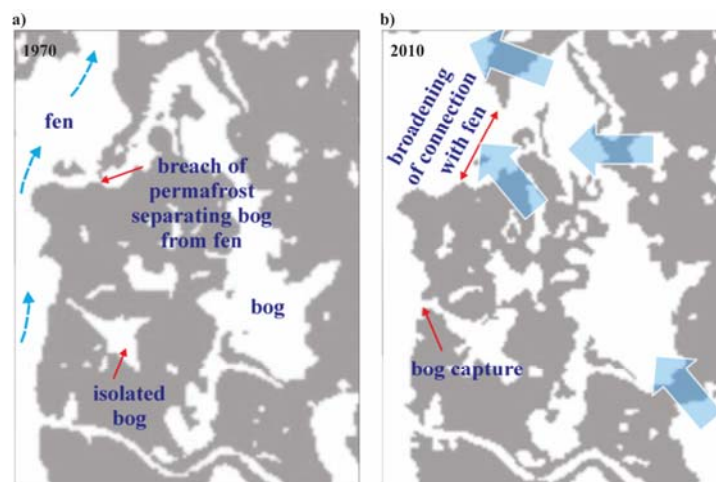 a)
1970
fen
breach of
permafrost
separating bog
from fen
bog
isolated
bog
b)
2010
broadening
of connection
with fen
bog capture